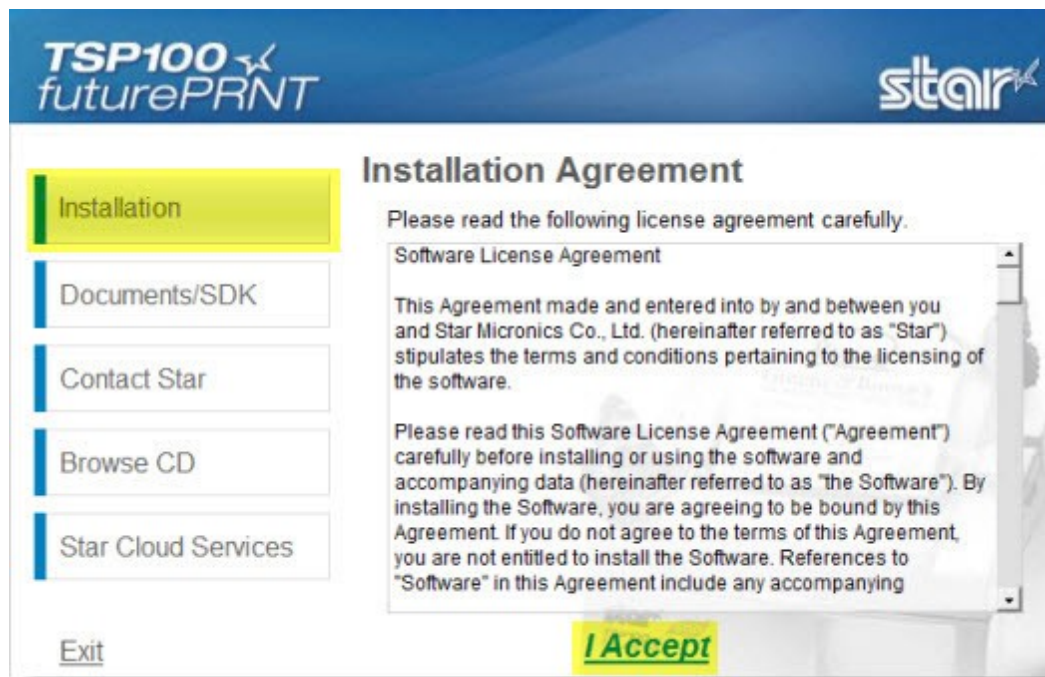 TSP100
futurePRNT
star
Installation
Documents/SDK
Contact Star
Browse CD
Star Cloud Services
Exit
Installation Agreement
Please read the following license agreement carefully.
Software License Agreement
This Agreement made and entered into by and between you
and Star Micronics Co., Ltd. (hereinafter referred to as "Star")
stipulates the terms and conditions pertaining to the licensing of
the software.
Please read this Software License Agreement ("Agreement")
carefully before installing or using the software and
accompanying data (hereinafter referred to as "the Software"). By
installing the Software, you are agreeing to be bound by this
Agreement. If you do not agree to the terms of this Agreement,
you are not entitled to install the Software. References to
"Software" in this Agreement include any accompanying
I Accept